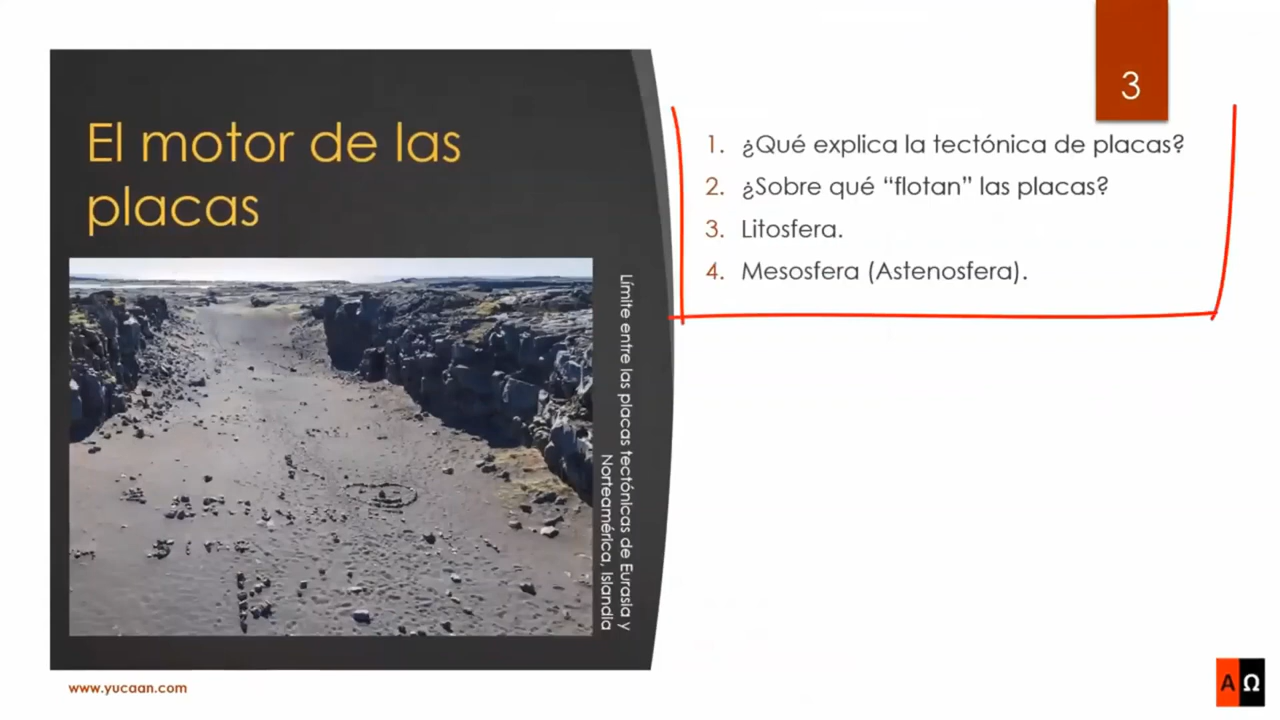 El motor de las
placas
Límite entre las placas tectónicas de Eurasia y
Norteamérica, Islandia
3
1. ¿Qué explica la tectónica de placas?
2. ¿Sobre qué “flotan” las placas?
3. Litosfera.
4. Mesosfera (Astenosfera).
www.yucaan.com
AΩ